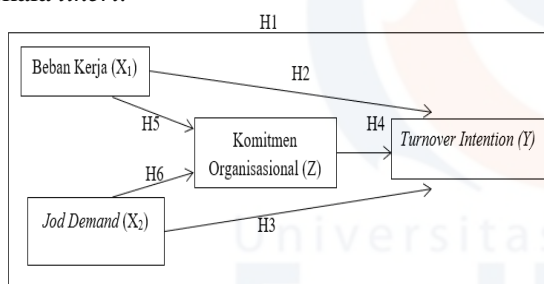 H1
Beban Kerja (X1)
H2
H5
H4
Komitmen
Organisasional (Z)
Turnover Intention (Y)
H6
Jod Demand (X2)
H3
Universitas